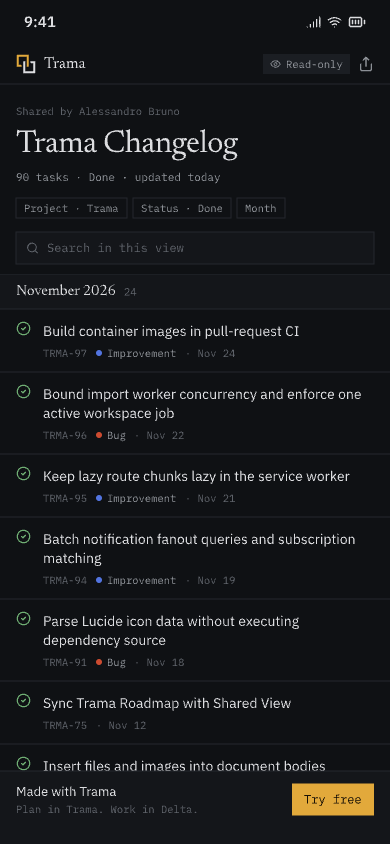 9:41
Trama
Read-only
Shared by Alessandro Bruno
Trama Changelog
90 tasks · Done · updated today
Project · Trama
Status · Done
Month
Search in this view
November 2026 24
Build container images in pull-request CI
TRMA-97 Improvement · Nov 24
Bound import worker concurrency and enforce one
active workspace job
TRMA-96 Bug · Nov 22
Keep lazy route chunks lazy in the service worker
TRMA-95 Improvement · Nov 21
Batch notification fanout queries and subscription
matching
TRMA-94 Improvement · Nov 19
Parse Lucide icon data without executing
dependency source
TRMA-91 Bug · Nov 18
Sync Trama Roadmap with Shared View
TRMA-75 · Nov 12
Insert files and images into document bodies
Made with Trama
Plan in Trama. Work in Delta.
Try free